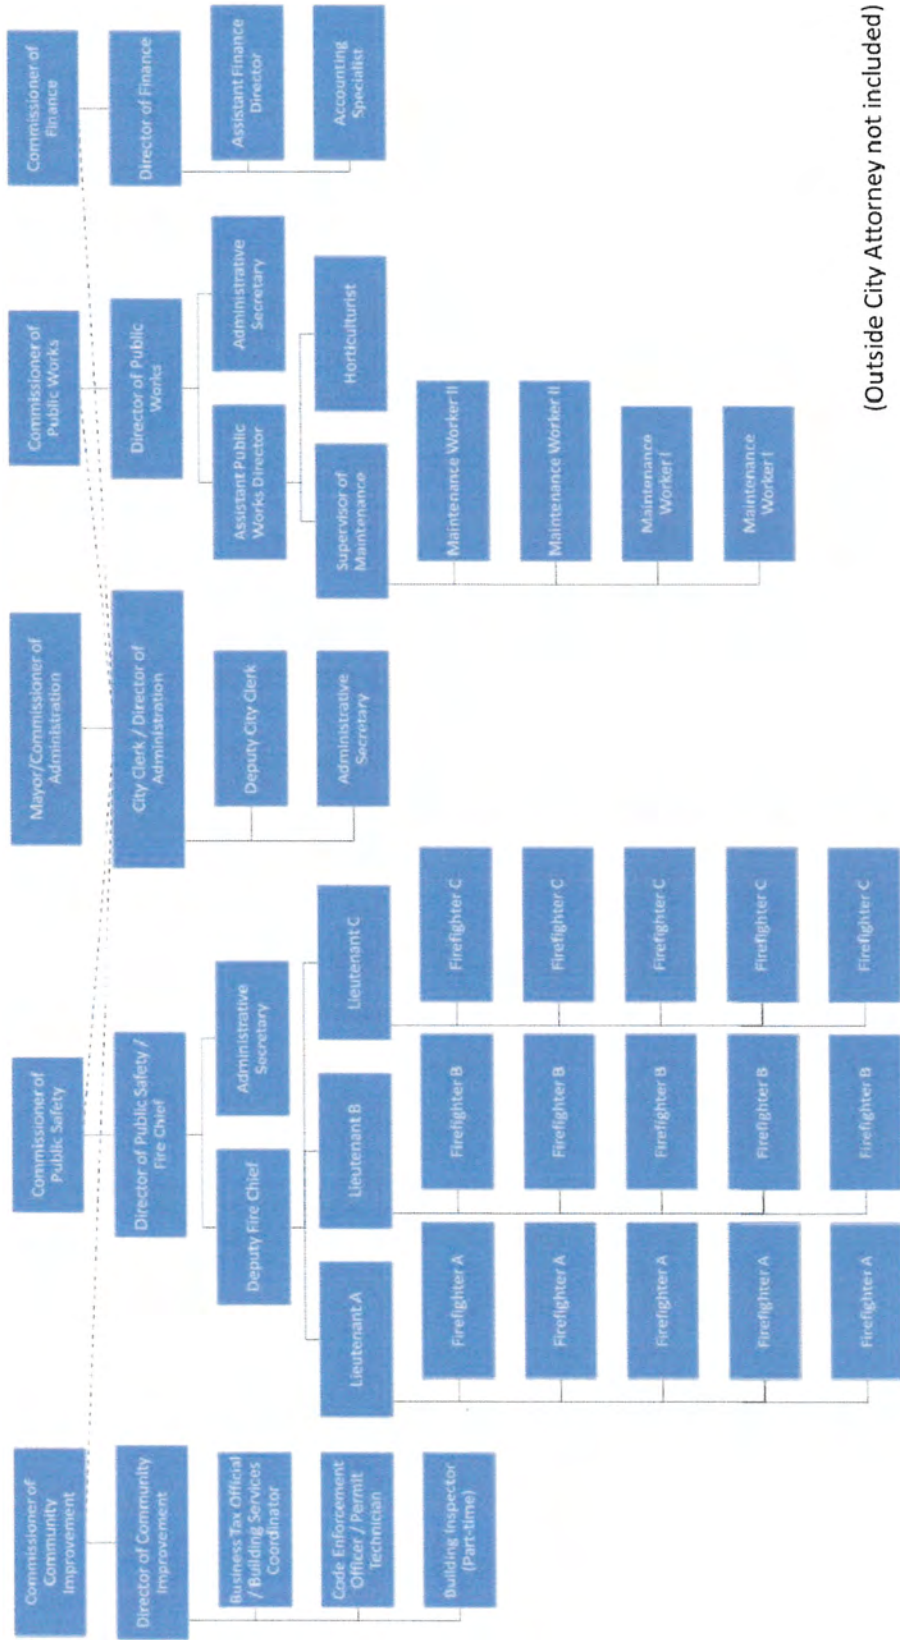 Commissioner of
Community
Improvement
Director of Community
Improvement
Business Tax Official
/ Building Services
Coordinator
Code Enforcement
Officer / Permit
Technician
Building Inspector
(Part-time)
Commissioner of
Public Safety
Director of Public Safety /
Fire Chief
Deputy Fire Chief
Administrative
Secretary
Lieutenant A
Lieutenant B
Lieutenant C
Firefighter A
Firefighter B
Firefighter C
Firefighter A
Firefighter B
Firefighter C
Firefighter A
Firefighter B
Firefighter C
Firefighter A
Firefighter B
Firefighter C
Firefighter A
Firefighter B
Firefighter C
Mayor/Commissioner of
Administration
City Clerk / Director of
Administration
Deputy City Clerk
Administrative
Secretary
Commissioner of
Public Works
Director of Public
Works
Assistant Public
Works Director
Administrative
Secretary
Supervisor of
Maintenance
Horticulturist
Maintenance Worker II
Maintenance Worker II
Maintenance
Worker I
Maintenance
Worker I
Commissioner of
Finance
Director of Finance
Assistant Finance
Director
Accounting
Specialist
(Outside City Attorney not included)